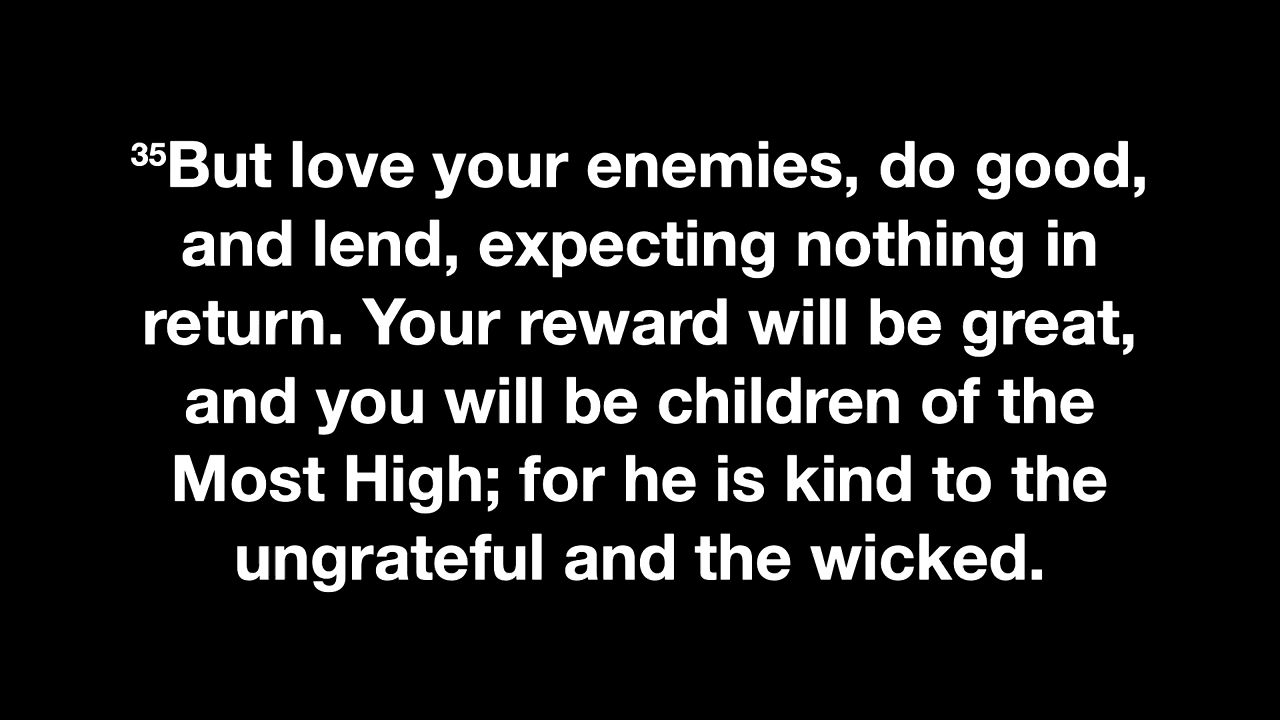 ³⁵But love your enemies, do good,
and lend, expecting nothing in
return. Your reward will be great,
and you will be children of the
Most High; for he is kind to the
ungrateful and the wicked.